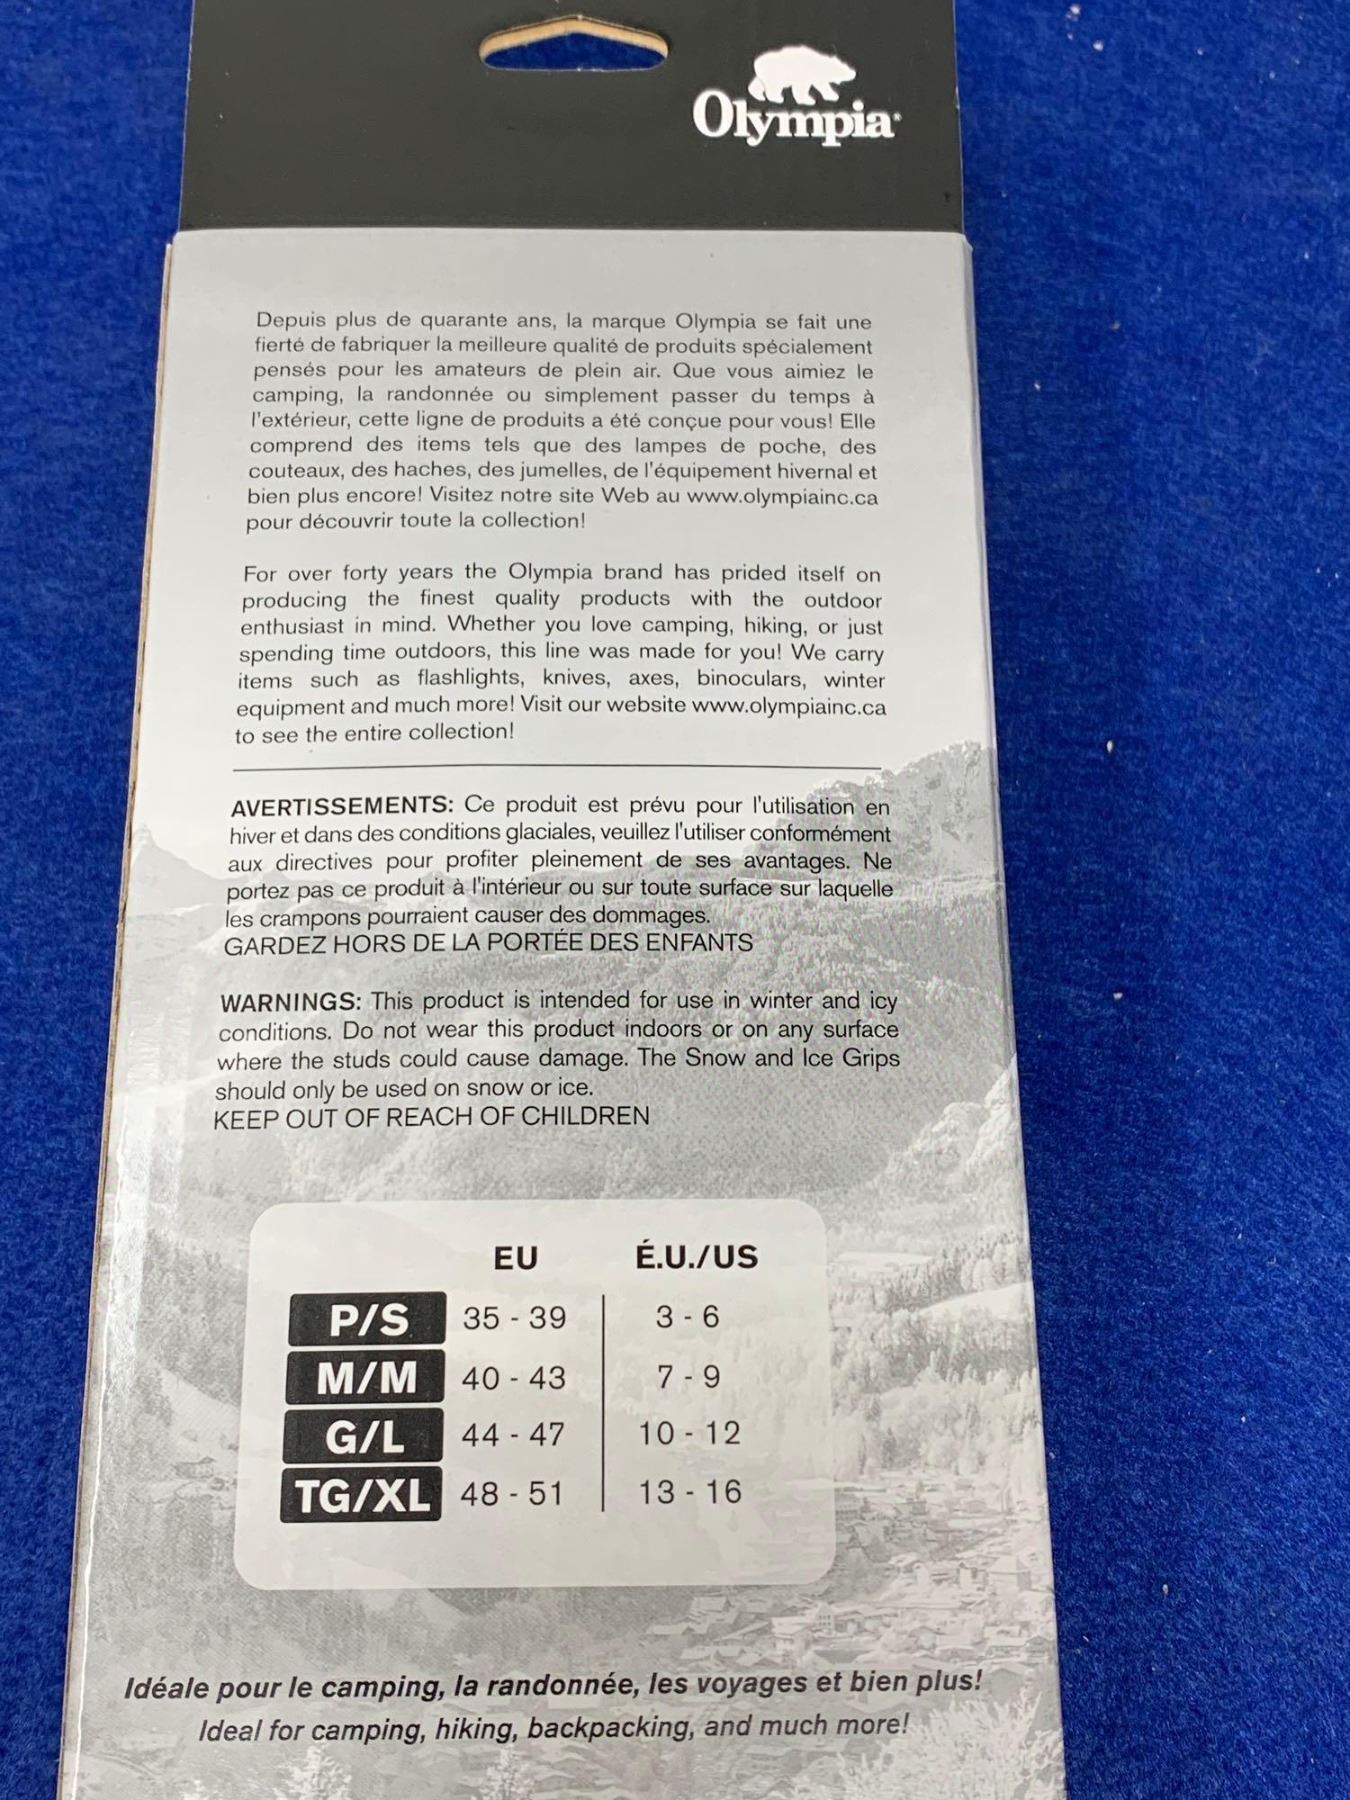 Olympia
Depuis plus de quarante ans, la marque Olympia se fait une
fierté de fabriquer la meilleure qualité de produits spécialement
pensés pour les amateurs de plein air. Que vous aimiez le
camping, la randonnée ou simplement passer du temps à
l'extérieur, cette ligne de produits a été conçue pour vous! Elle
comprend des items tels que des lampes de poche, des
couteaux, des haches, des jumelles, de l'équipement hivernal et
bien plus encore! Visitez notre site Web au www.olympiainc.ca
pour découvrir toute la collection!
For over forty years the Olympia brand has prided itself on
producing the finest quality products with the outdoor
enthusiast in mind. Whether you love camping, hiking, or just
spending time outdoors, this line was made for you! We carry
items such as flashlights, knives, axes, binoculars, winter
equipment and much more! Visit our website www.olympiainc.ca
to see the entire collection!
AVERTISSEMENTS: Ce produit est prévu pour l'utilisation en
hiver et dans des conditions glaciales, veuillez l'utiliser conformément
aux directives pour profiter pleinement de ses avantages. Ne
portez pas ce produit à l'intérieur ou sur toute surface sur laquelle
les crampons pourraient causer des dommages.
GARDEZ HORS DE LA PORTÉE DES ENFANTS
WARNINGS: This product is intended for use in winter and icy
conditions. Do not wear this product indoors or on any surface
where the studs could cause damage. The Snow and Ice Grips
should only be used on snow or ice.
KEEP OUT OF REACH OF CHILDREN
EU É.U./US
P/S 35 - 39 3 - 6
M/M 40 - 43 7 - 9
G/L 44 - 47 10 - 12
TG/XL 48 - 51 13 - 16
Idéale pour le camping, la randonnée, les voyages et bien plus!
Ideal for camping, hiking, backpacking, and much more!